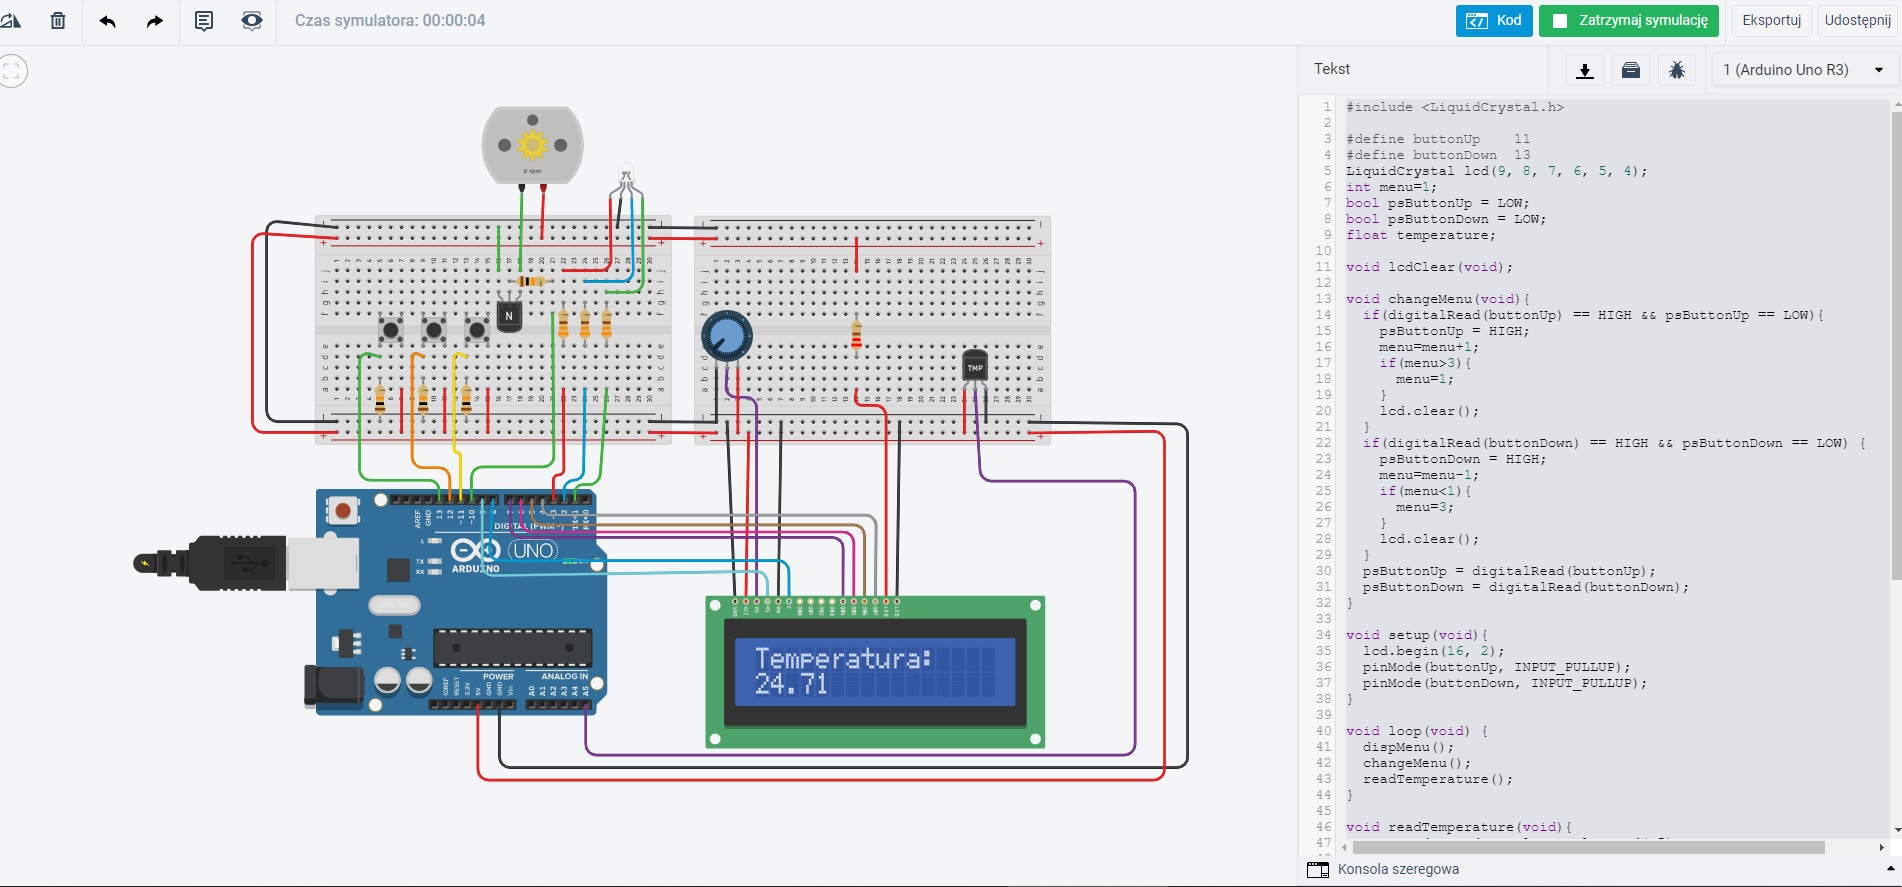 Czas symulatora: 00:00:04
Kod
Zatrzymaj symulację
Eksportuj
Udostępnij
Tekst
1 (Arduino Uno R3)
1 #include <LiquidCrystal.h>
2
3 #define buttonUp 11
4 #define buttonDown 13
5 LiquidCrystal lcd(9, 8, 7, 6, 5, 4);
6 int menu=1;
7 bool psButtonUp = LOW;
8 bool psButtonDown = LOW;
9 float temperature;
10
11 void lcdClear(void);
12
13 void changeMenu(void){
14 if(digitalRead(buttonUp) == HIGH && psButtonUp == LOW){
15 psButtonUp = HIGH;
16 menu=menu+1;
17 if(menu>3){
18 menu=1;
19 }
20 lcd.clear();
21 }
22 if(digitalRead(buttonDown) == HIGH && psButtonDown == LOW) {
23 psButtonDown = HIGH;
24 menu=menu-1;
25 if(menu<1){
26 menu=3;
27 }
28 lcd.clear();
29 }
30 psButtonUp = digitalRead(buttonUp);
31 psButtonDown = digitalRead(buttonDown);
32 }
33
34 void setup(void){
35 lcd.begin(16, 2);
36 pinMode(buttonUp, INPUT_PULLUP);
37 pinMode(buttonDown, INPUT_PULLUP);
38 }
39
40 void loop(void) {
41 dispMenu();
42 changeMenu();
43 readTemperature();
44 }
45
46 void readTemperature(void){
47
Konsola szeregowa
9 rpm
N
TMP
AREF
GND
13
12
~11
~10
DIGITAL (PWM~)
L
TX
RX
UNO
ARDUINO
Temperatura:
24.71
POWER
ANALOG IN
IOREF
RESET
3.3V
5V
GND
GND
Vin
A0
A1
A2
A3
A4
A5